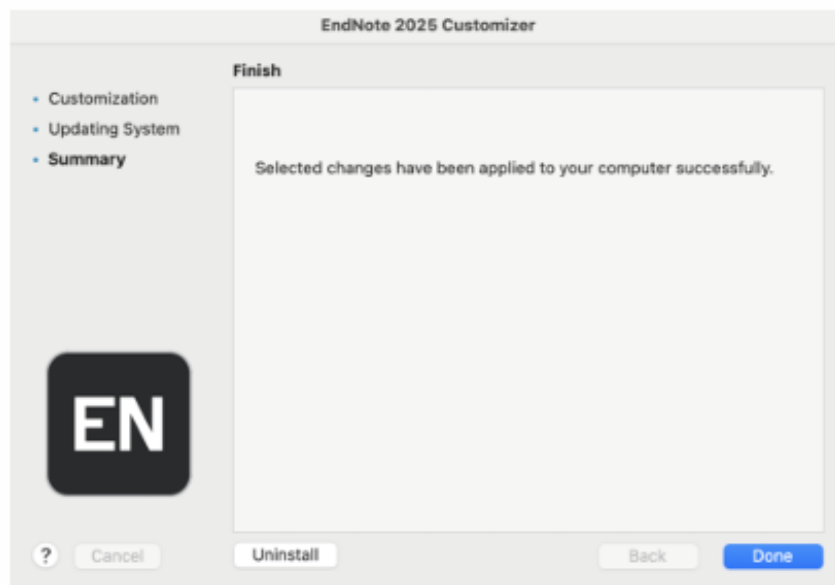 EndNote 2025 Customizer
Finish
• Customization
• Updating System
• Summary
Selected changes have been applied to your computer successfully.
EN
? Cancel Uninstall Back Done